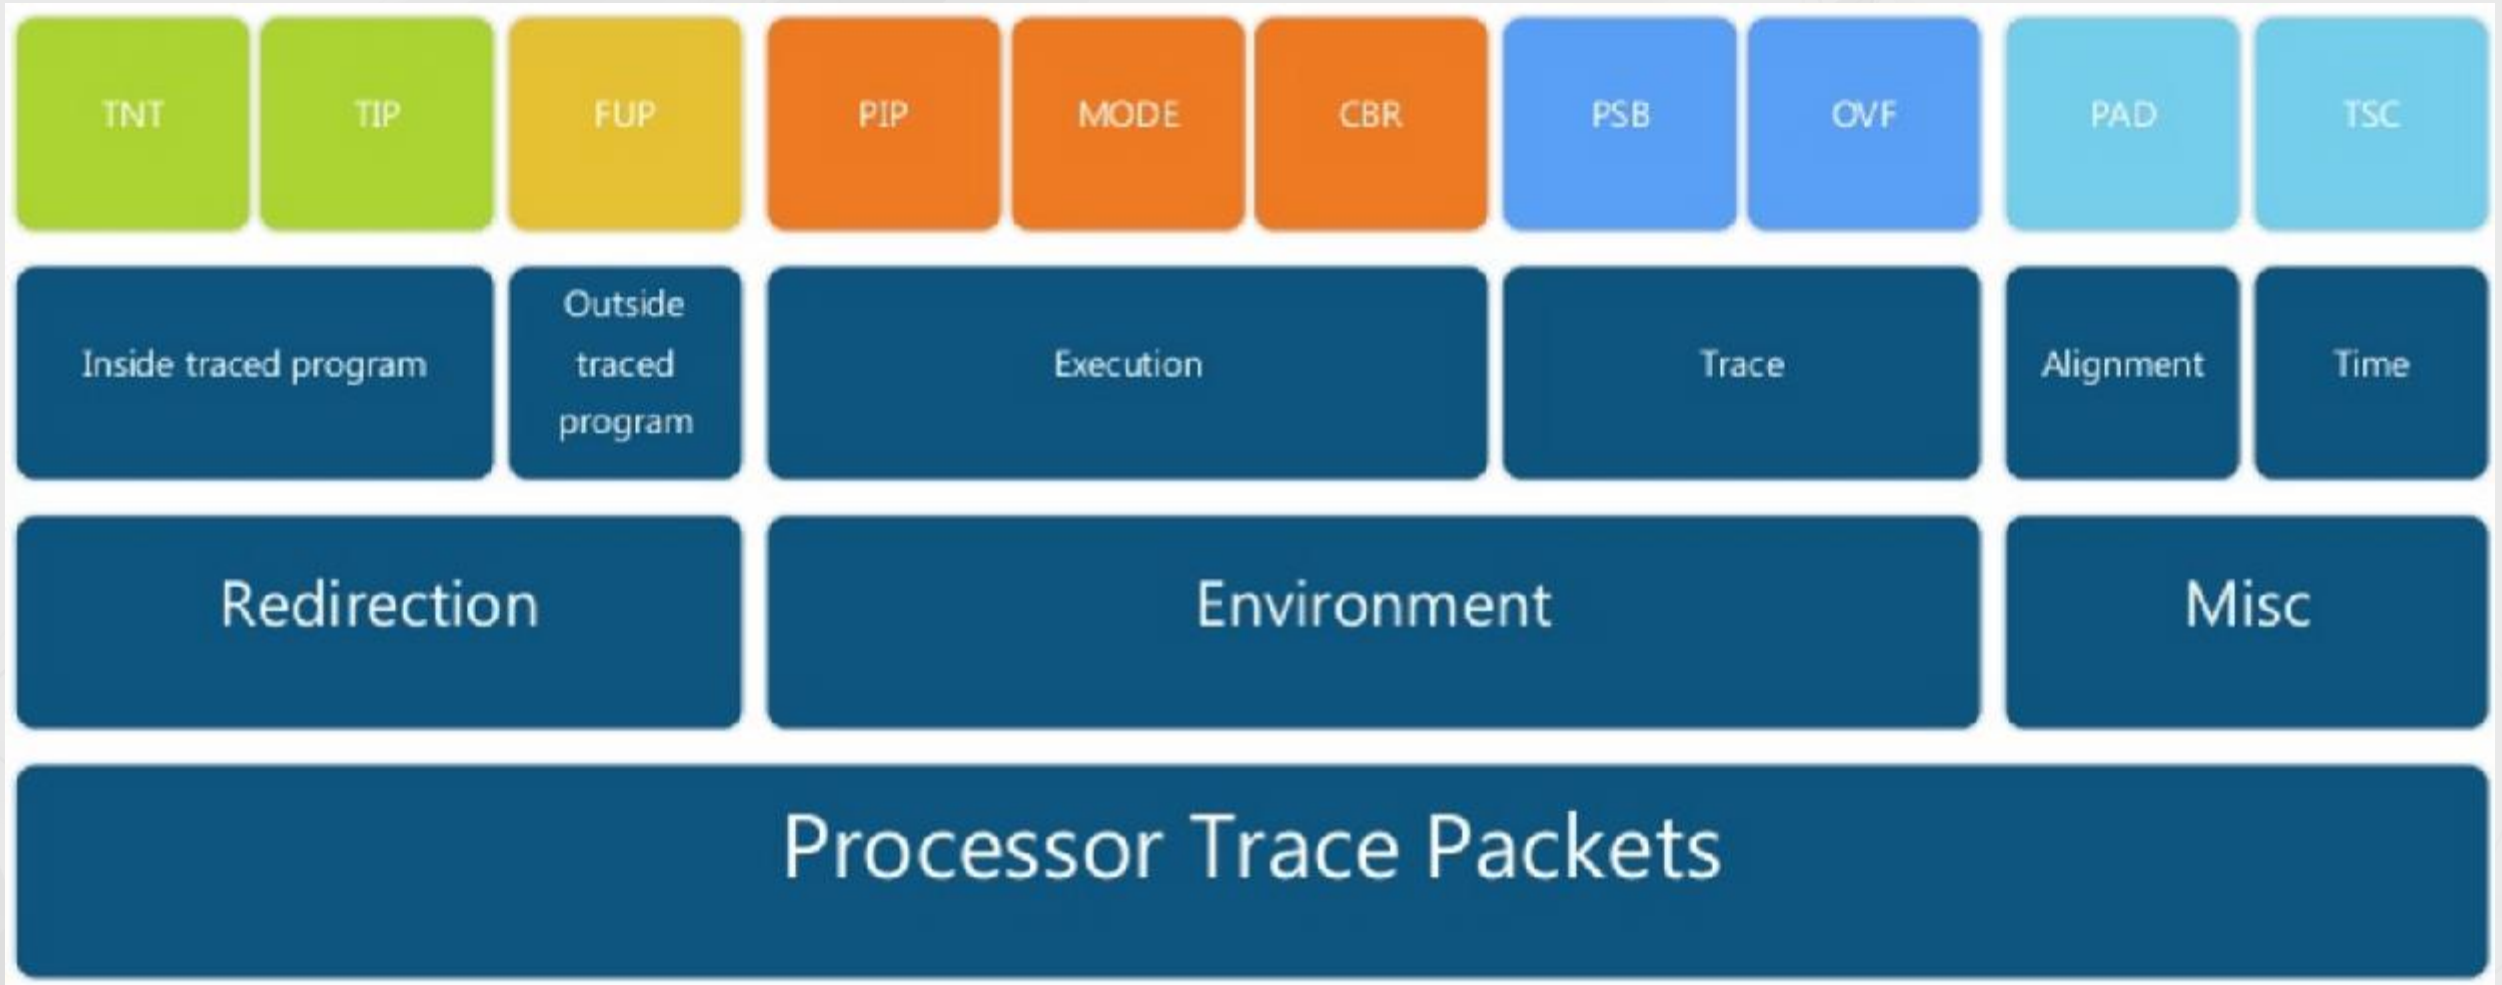 TNT
TIP
FUP
PIP
MODE
CBR
PSB
OVF
PAD
TSC
Inside traced program
Outside
traced
program
Execution
Trace
Alignment
Time
Redirection
Environment
Misc
Processor Trace Packets